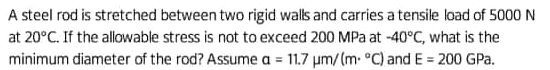 A steel rod is stretched between two rigid walls and carries a tensile load of 5000 N
at 20°C. If the allowable stress is not to exceed 200 MPa at -40°C, what is the
minimum diameter of the rod? Assume α = 11.7 µm/(m· °C) and E = 200 GPa.